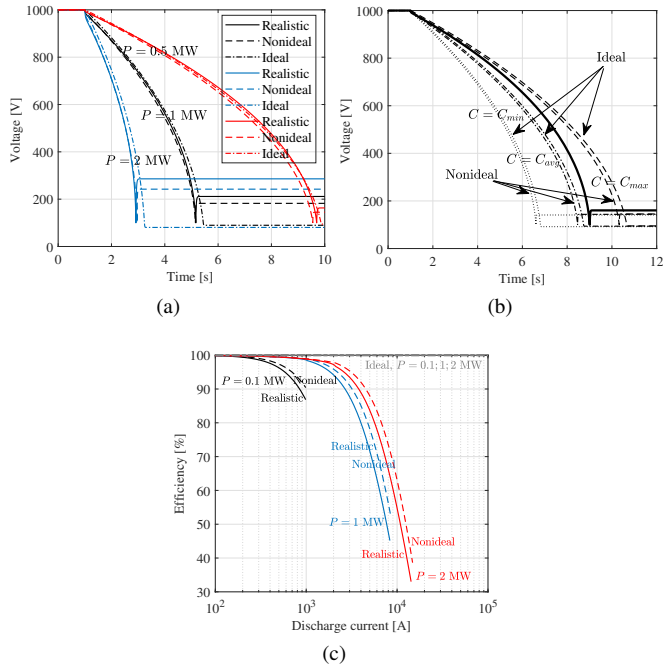 1000
800
600
400
200
0
Voltage [V]
0
2
4
6
8
10
Time [s]
P = 0.5 MW
P = 1 MW
P = 2 MW
Realistic
Nonideal
Ideal
Realistic
Nonideal
Ideal
Realistic
Nonideal
Ideal
(a)
1000
800
600
400
200
0
Voltage [V]
0
2
4
6
8
10
12
Time [s]
Ideal
C = Cmin
C = Cavg
C = Cmax
Nonideal
(b)
100
90
80
70
60
50
40
30
Efficiency [%]
10^2
10^3
10^4
10^5
Discharge current [A]
Ideal, P = 0.1; 1; 2 MW
P = 0.1 MW
Nonideal
Realistic
Realistic
Nonideal
P = 1 MW
Nonideal
Realistic
P = 2 MW
(c)